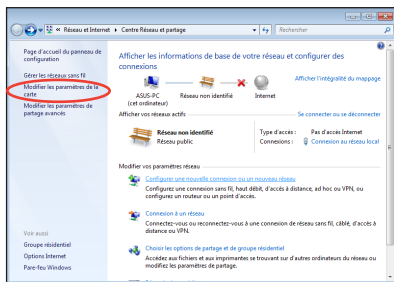 « Réseau et Internet ▸ Centre Réseau et partage
Rechercher
Page d'accueil du panneau de
configuration
Gérer les réseaux sans fil
Modifier les paramètres de la
carte
Modifier les paramètres de
partage avancés
Voir aussi
Groupe résidentiel
Options Internet
Pare-feu Windows
Afficher les informations de base de votre réseau et configurer des
connexions
Afficher l'intégralité du mappage
ASUS-PC
(cet ordinateur)
Réseau non identifié
Internet
Afficher vos réseaux actifs
Se connecter ou se déconnecter
Réseau non identifié
Réseau public
Type d'accès : Pas d'accès Internet
Connexions : Connexion au réseau local
Modifier vos paramètres réseau
Configurer une nouvelle connexion ou un nouveau réseau
Configurez une connexion sans fil, haut débit, d'accès à distance, ad hoc ou VPN, ou
configurez un routeur ou un point d'accès.
Connexion à un réseau
Connectez-vous ou reconnectez-vous à une connexion de réseau sans fil, câblé, d'accès à
distance ou VPN.
Choisir les options de partage et de groupe résidentiel
Accédez aux fichiers et aux imprimantes se trouvant sur d'autres ordinateurs du réseau ou
modifiez les paramètres de partage.